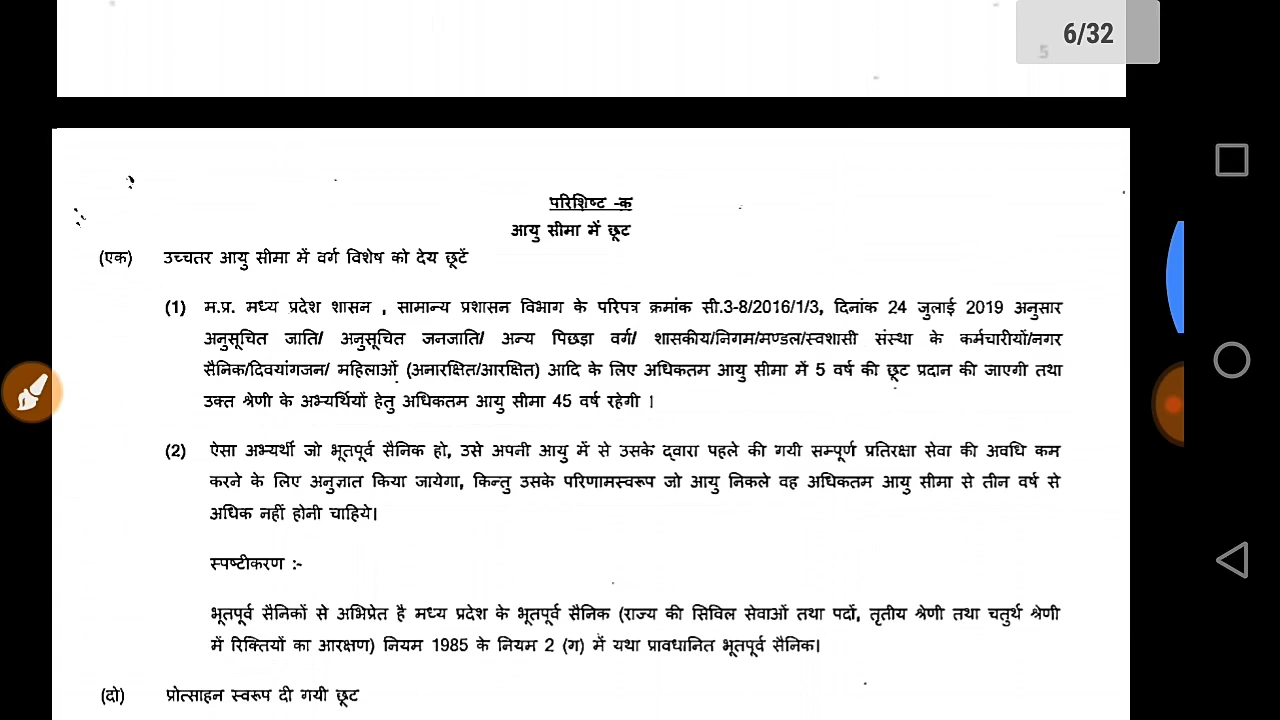 6/32
5
परिशिष्ट -क
आयु सीमा में छूट
(एक) उच्चतर आयु सीमा में वर्ग विशेष को देय छूटें
(1) म.प्र. मध्य प्रदेश शासन , सामान्य प्रशासन विभाग के परिपत्र क्रमांक सी.3-8/2016/1/3, दिनांक 24 जुलाई 2019 अनुसार
अनुसूचित जाति/ अनुसूचित जनजाति/ अन्य पिछड़ा वर्ग/ शासकीय/निगम/मण्डल/स्वशासी संस्था के कर्मचारीयों/नगर
सैनिक/दिवयांगजन/ महिलाओं (अनारक्षित/आरक्षित) आदि के लिए अधिकतम आयु सीमा में 5 वर्ष की छूट प्रदान की जाएगी तथा
उक्त श्रेणी के अभ्यर्थियों हेतु अधिकतम आयु सीमा 45 वर्ष रहेगी ।
(2) ऐसा अभ्यर्थी जो भूतपूर्व सैनिक हो, उसे अपनी आयु में से उसके द्वारा पहले की गयी सम्पूर्ण प्रतिरक्षा सेवा की अवधि कम
करने के लिए अनुज्ञात किया जायेगा, किन्तु उसके परिणामस्वरूप जो आयु निकले वह अधिकतम आयु सीमा से तीन वर्ष से
अधिक नहीं होनी चाहिये।
स्पष्टीकरण :-
भूतपूर्व सैनिकों से अभिप्रेत है मध्य प्रदेश के भूतपूर्व सैनिक (राज्य की सिविल सेवाओं तथा पदों, तृतीय श्रेणी तथा चतुर्थ श्रेणी
में रिक्तियों का आरक्षण) नियम 1985 के नियम 2 (ग) में यथा प्रावधानित भूतपूर्व सैनिक।
(दो) प्रोत्साहन स्वरूप दी गयी छूट